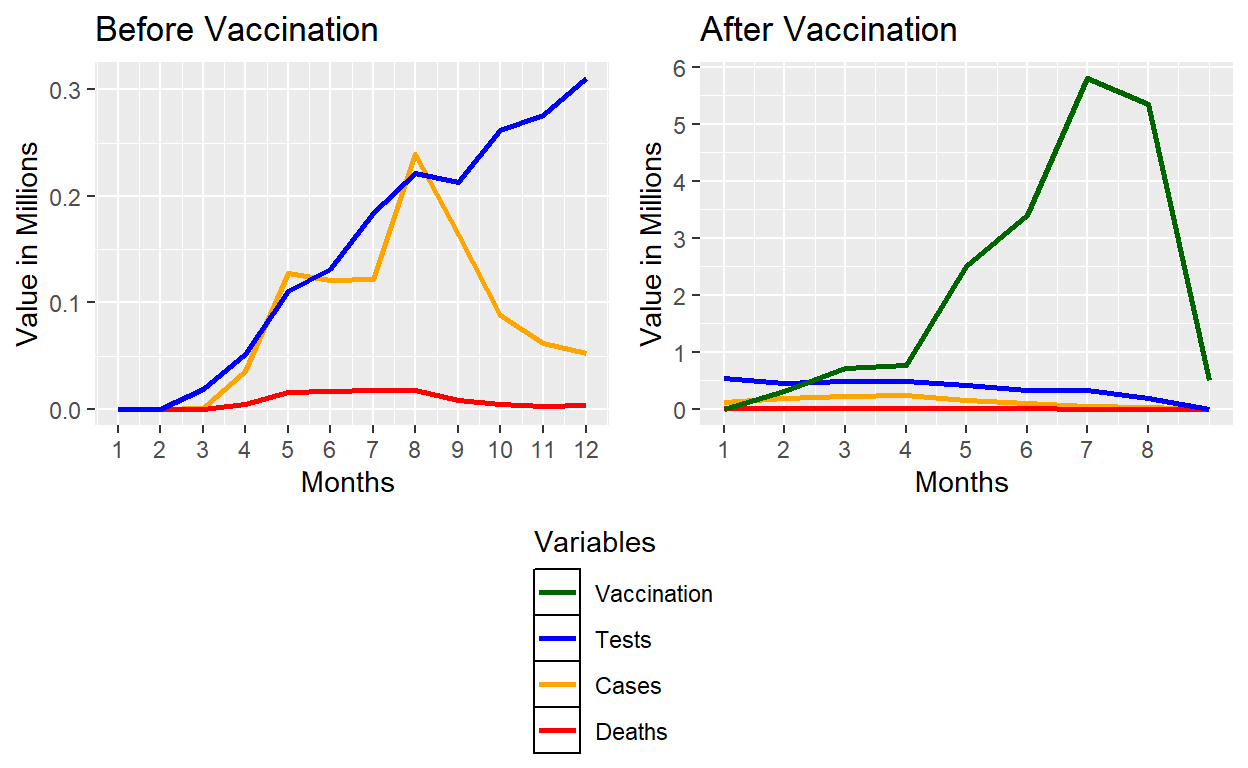 Before Vaccination
Value in Millions
0.3
0.2
0.1
0.0
1 2 3 4 5 6 7 8 9 10 11 12
Months
After Vaccination
Value in Millions
6
5
4
3
2
1
0
1 2 3 4 5 6 7 8
Months
Variables
Vaccination
Tests
Cases
Deaths